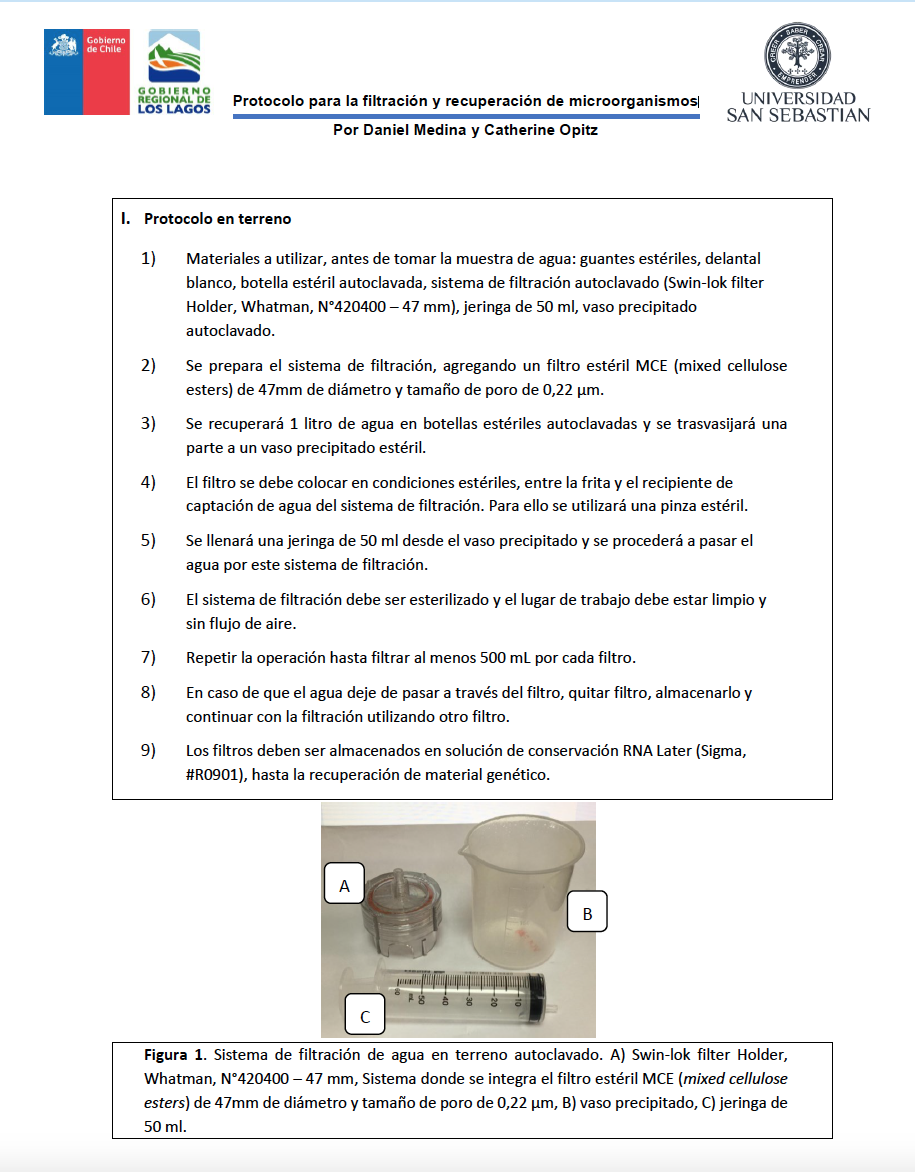 Gobierno
de Chile
GOBIERNO
REGIONAL DE
LOS LAGOS
Protocolo para la filtración y recuperación de microorganismos
Por Daniel Medina y Catherine Opitz
CREER SABER CREAR
EMPRENDER
UNIVERSIDAD
SAN SEBASTIAN
I. Protocolo en terreno
1) Materiales a utilizar, antes de tomar la muestra de agua: guantes estériles, delantal
blanco, botella estéril autoclavada, sistema de filtración autoclavado (Swin-lok filter
Holder, Whatman, N°420400 – 47 mm), jeringa de 50 ml, vaso precipitado
autoclavado.
2) Se prepara el sistema de filtración, agregando un filtro estéril MCE (mixed cellulose
esters) de 47mm de diámetro y tamaño de poro de 0,22 µm.
3) Se recuperará 1 litro de agua en botellas estériles autoclavadas y se trasvasijará una
parte a un vaso precipitado estéril.
4) El filtro se debe colocar en condiciones estériles, entre la frita y el recipiente de
captación de agua del sistema de filtración. Para ello se utilizará una pinza estéril.
5) Se llenará una jeringa de 50 ml desde el vaso precipitado y se procederá a pasar el
agua por este sistema de filtración.
6) El sistema de filtración debe ser esterilizado y el lugar de trabajo debe estar limpio y
sin flujo de aire.
7) Repetir la operación hasta filtrar al menos 500 mL por cada filtro.
8) En caso de que el agua deje de pasar a través del filtro, quitar filtro, almacenarlo y
continuar con la filtración utilizando otro filtro.
9) Los filtros deben ser almacenados en solución de conservación RNA Later (Sigma,
#R0901), hasta la recuperación de material genético.
A
B
C
60 mL 50 40 30 20 10
Figura 1. Sistema de filtración de agua en terreno autoclavado. A) Swin-lok filter Holder,
Whatman, N°420400 – 47 mm, Sistema donde se integra el filtro estéril MCE (mixed cellulose
esters) de 47mm de diámetro y tamaño de poro de 0,22 µm, B) vaso precipitado, C) jeringa de
50 ml.